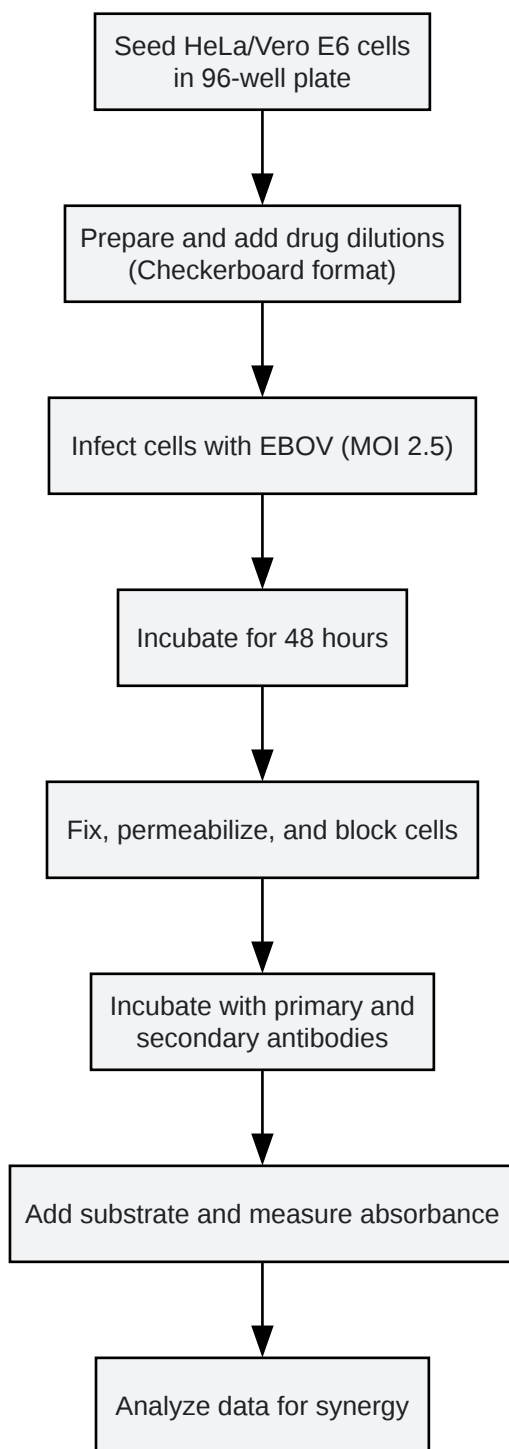 Seed HeLa/Vero E6 cells
in 96-well plate
Prepare and add drug dilutions
(Checkerboard format)
Infect cells with EBOV (MOI 2.5)
Incubate for 48 hours
Fix, permeabilize, and block cells
Incubate with primary and
secondary antibodies
Add substrate and measure absorbance
Analyze data for synergy